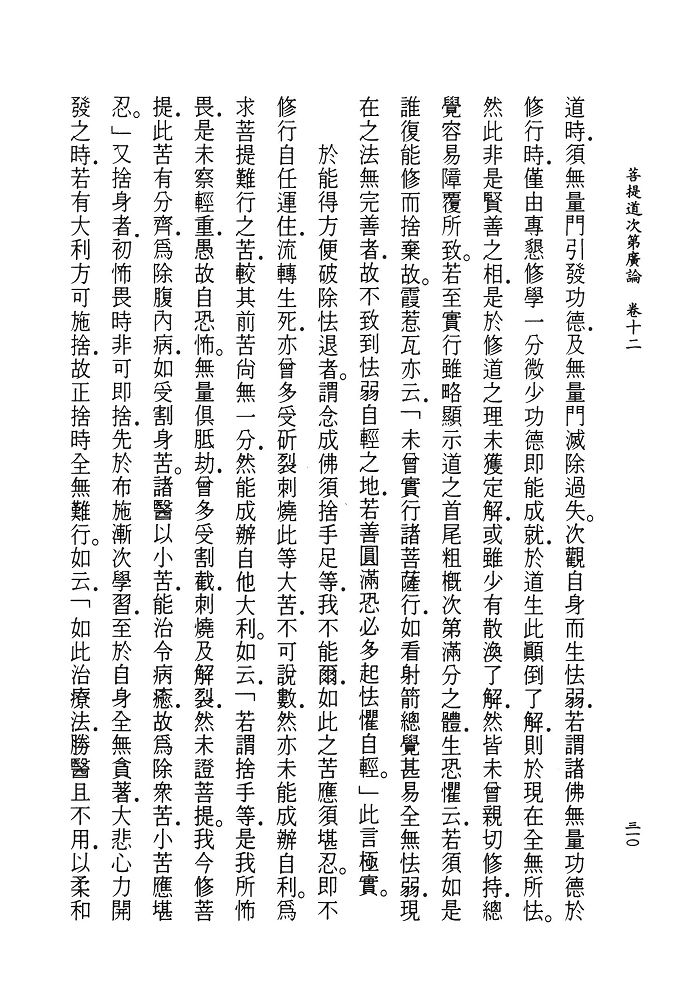 菩提道次第廣論　卷十二
三一〇
道時．須無量門引發功德．及無量門滅除過失。次觀自身而生怯弱．若謂諸佛無量功德於
修行時．僅由專懇修學一分微少功德即能成就．於道生此顚倒了解．則於現在全無所怯。
然此非是賢善之相．是於修道之理未獲定解．或雖少有散渙了解．然皆未曾親切修持．總
覺容易障覆所致。若至實行雖略顯示道之首尾粗槪次第滿分之體．生恐懼云．若須如是
誰復能修而捨棄故。霞惹瓦亦云．「未曾實行諸菩薩行．如看射箭總覺甚易全無怯弱．現
在之法無完善者．故不致到怯弱自輕之地．若善圓滿恐必多起怯懼自輕。」此言極實。
於能得方便破除怯退者。謂念成佛須捨手足等．我不能爾．如此之苦應須堪忍。即不
修行自任運住．流轉生死．亦曾多受斫裂刺燒此等大苦．不可說數．然亦未能成辦自利。爲
求菩提難行之苦．較其前苦尙無一分．然能成辦自他大利。如云．「若謂捨手等．是我所怖
畏．是未察輕重．愚故自恐怖。無量俱胝劫．曾多受割截．刺燒及解裂．然未證菩提。我今修菩
提．此苦有分齊．爲除腹內病．如受割身苦。諸醫以小苦．能治令病癒．故爲除衆苦．小苦應堪
忍。」又捨身者．初怖畏時非可即捨．先於布施漸次學習．至於自身全無貪著．大悲心力開
發之時．若有大利方可施捨．故正捨時全無難行。如云．「如此治療法．勝醫且不用．以柔和